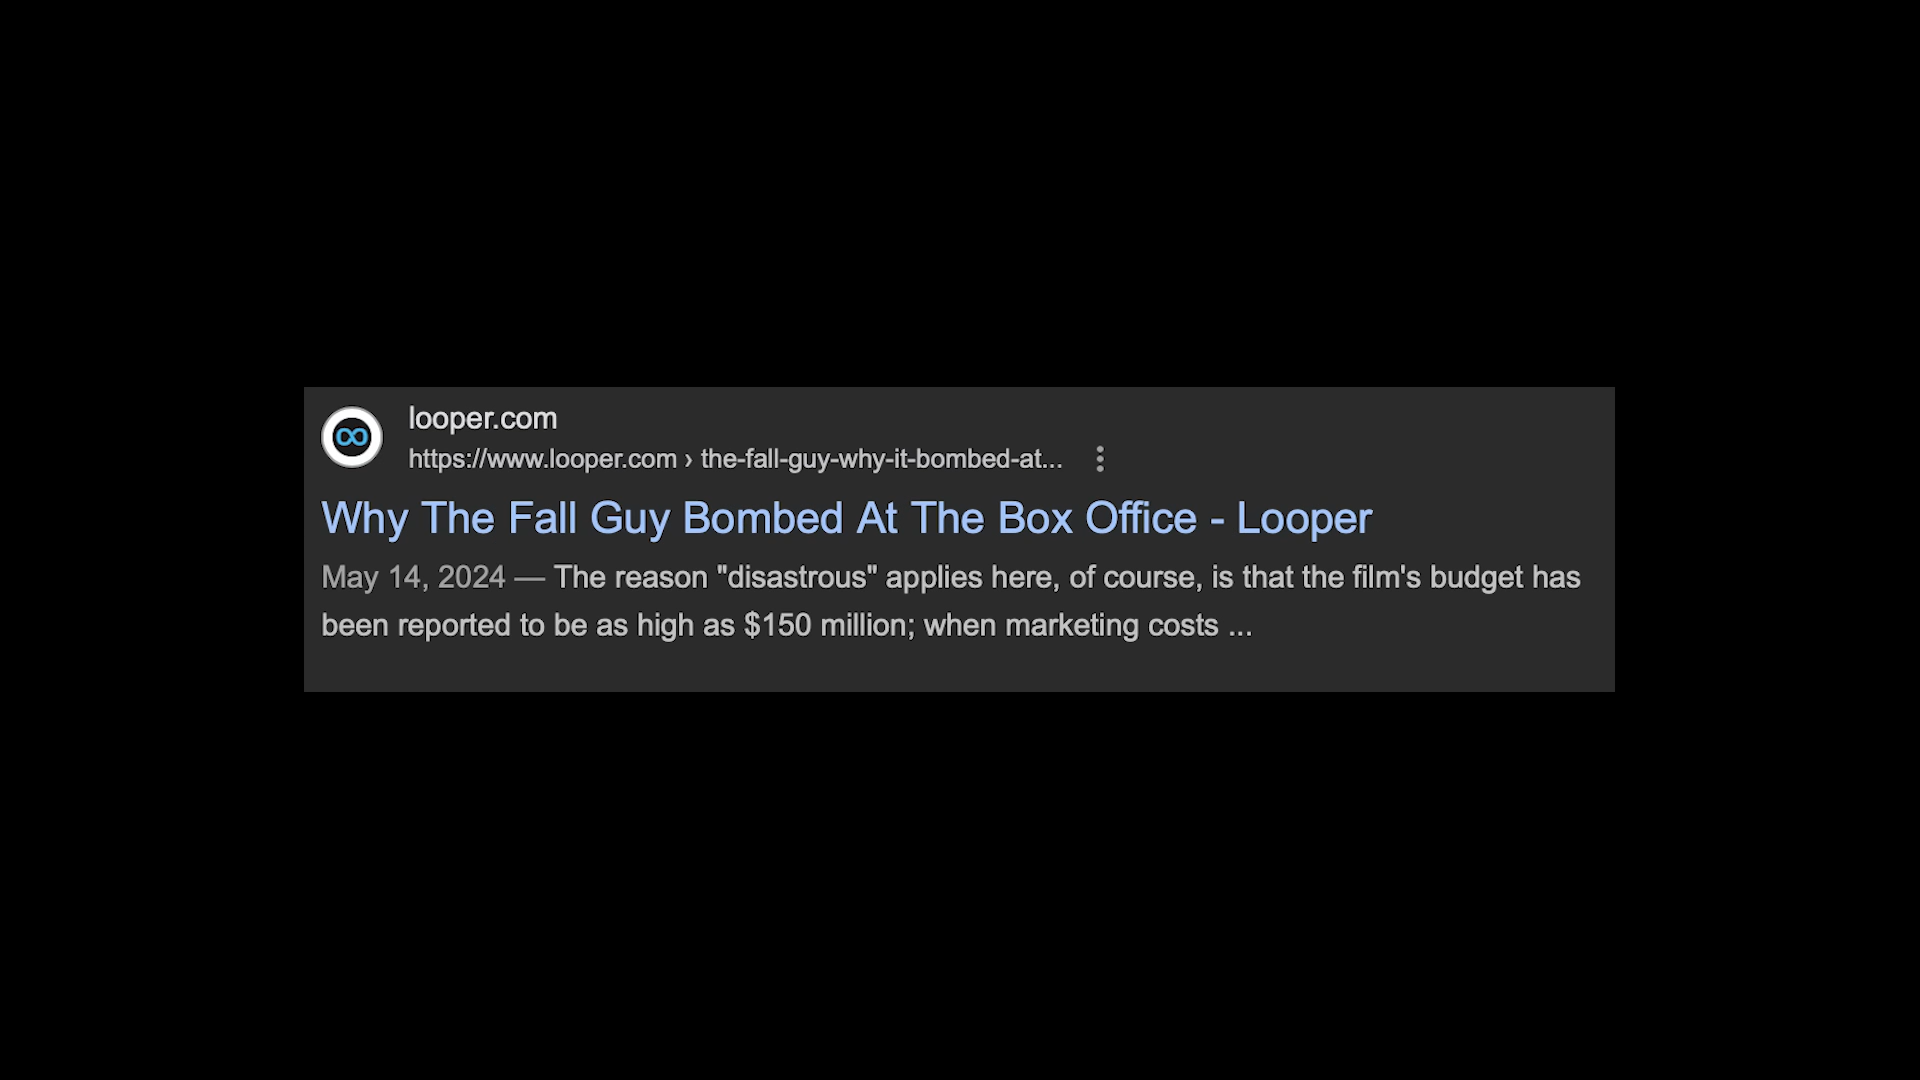 looper.com
https://www.looper.com › the-fall-guy-why-it-bombed-at...
Why The Fall Guy Bombed At The Box Office - Looper
May 14, 2024 — The reason "disastrous" applies here, of course, is that the film's budget has
been reported to be as high as $150 million; when marketing costs ...